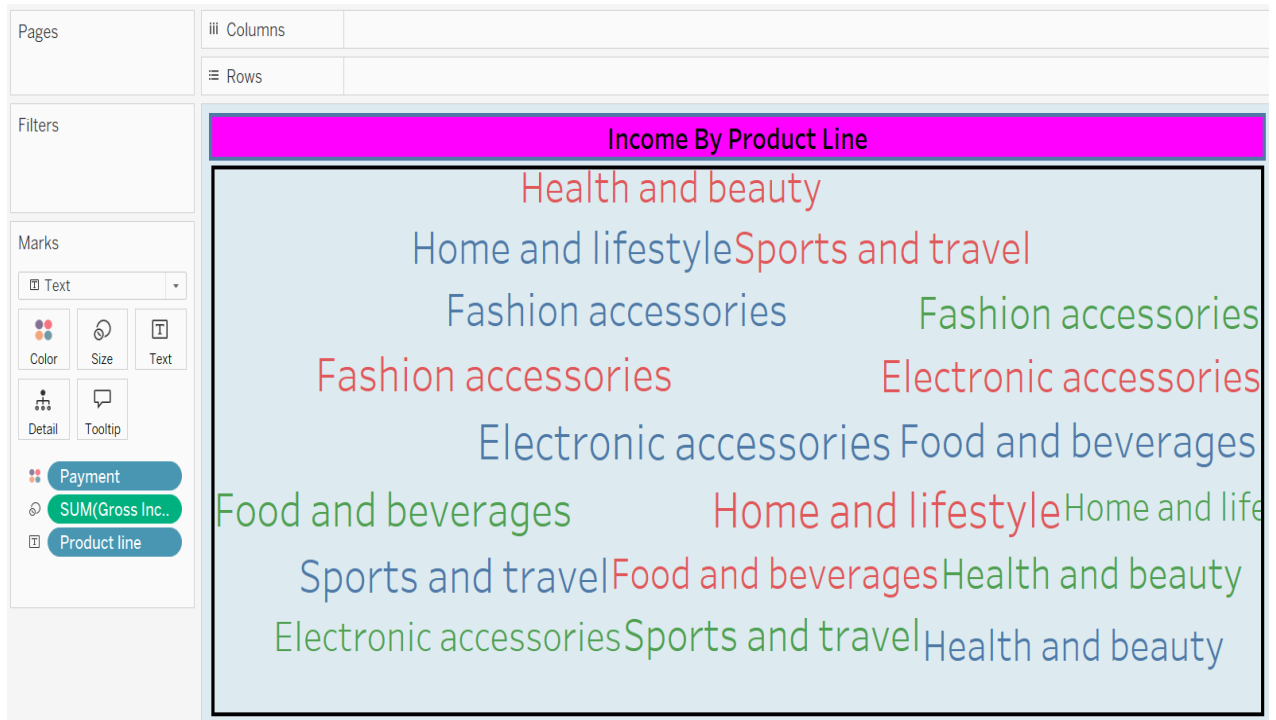 Pages
Columns
Rows
Filters
Income By Product Line
Health and beauty
Home and lifestyle Sports and travel
Fashion accessories Fashion accessories
Fashion accessories Electronic accessories
Electronic accessories Food and beverages
Food and beverages Home and lifestyle Home and life
Sports and travel Food and beverages Health and beauty
Electronic accessories Sports and travel Health and beauty
Marks
Text
Color Size Text
Detail Tooltip
Payment
SUM(Gross Inc..
Product line